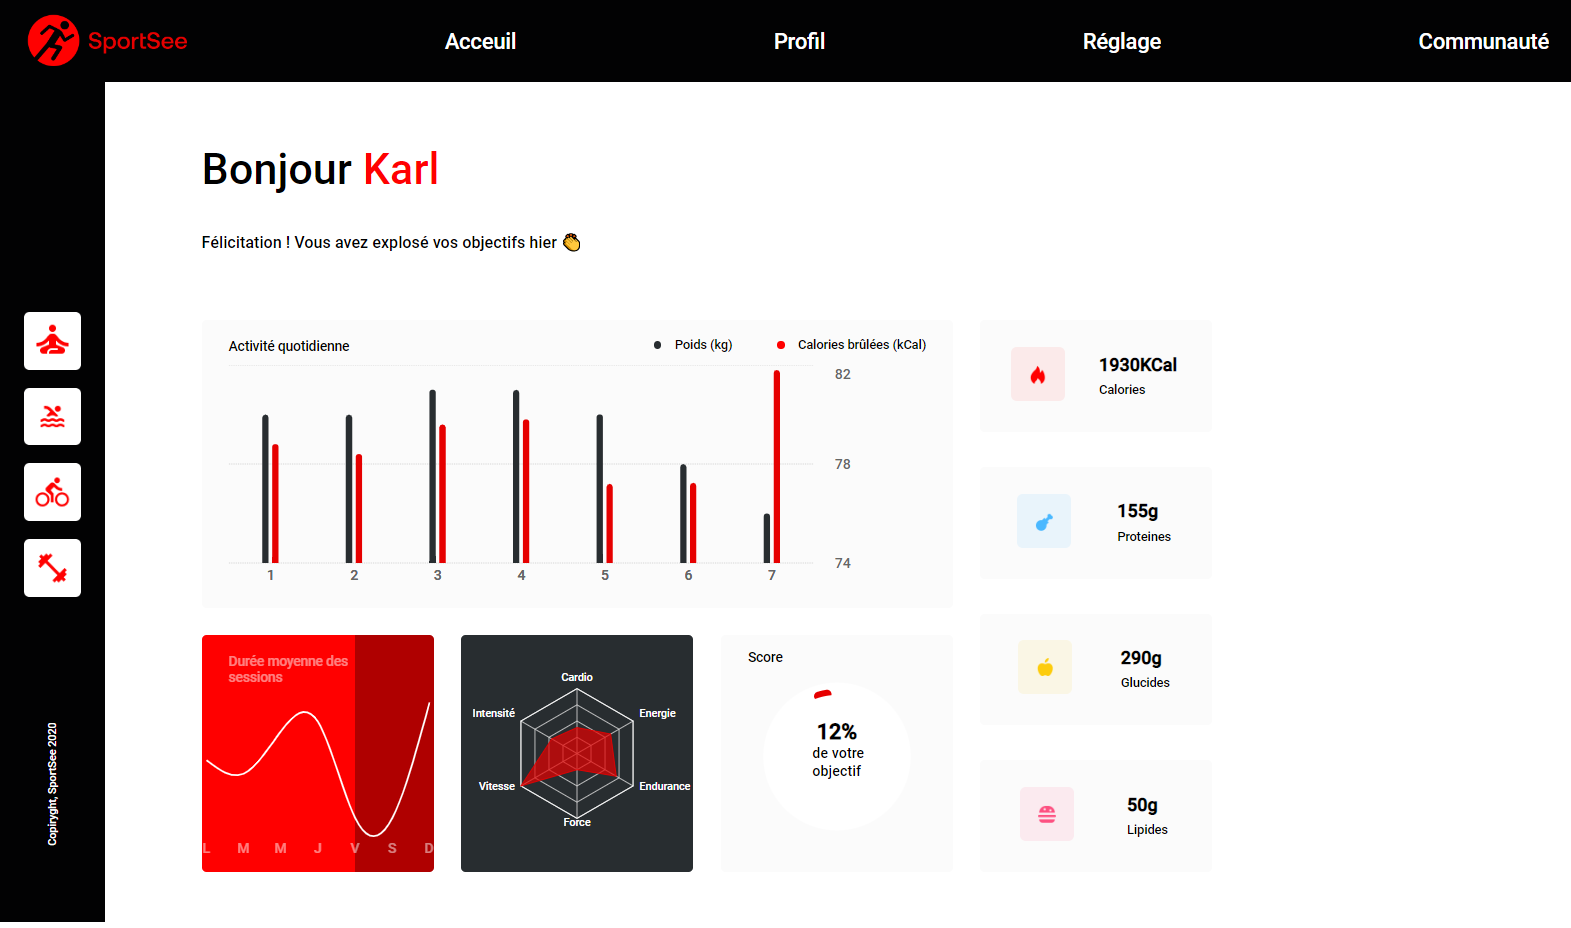 SportSee
Acceuil
Profil
Réglage
Communauté
Bonjour Karl
Félicitation ! Vous avez explosé vos objectifs hier 👏
Activité quotidienne
Poids (kg)
Calories brûlées (kCal)
82
78
74
1 2 3 4 5 6 7
1930KCal
Calories
155g
Proteines
290g
Glucides
50g
Lipides
Durée moyenne des
sessions
L M M J V S D
Cardio
Energie
Endurance
Force
Vitesse
Intensité
Score
12%
de votre
objectif
Copiryght, SportSee 2020